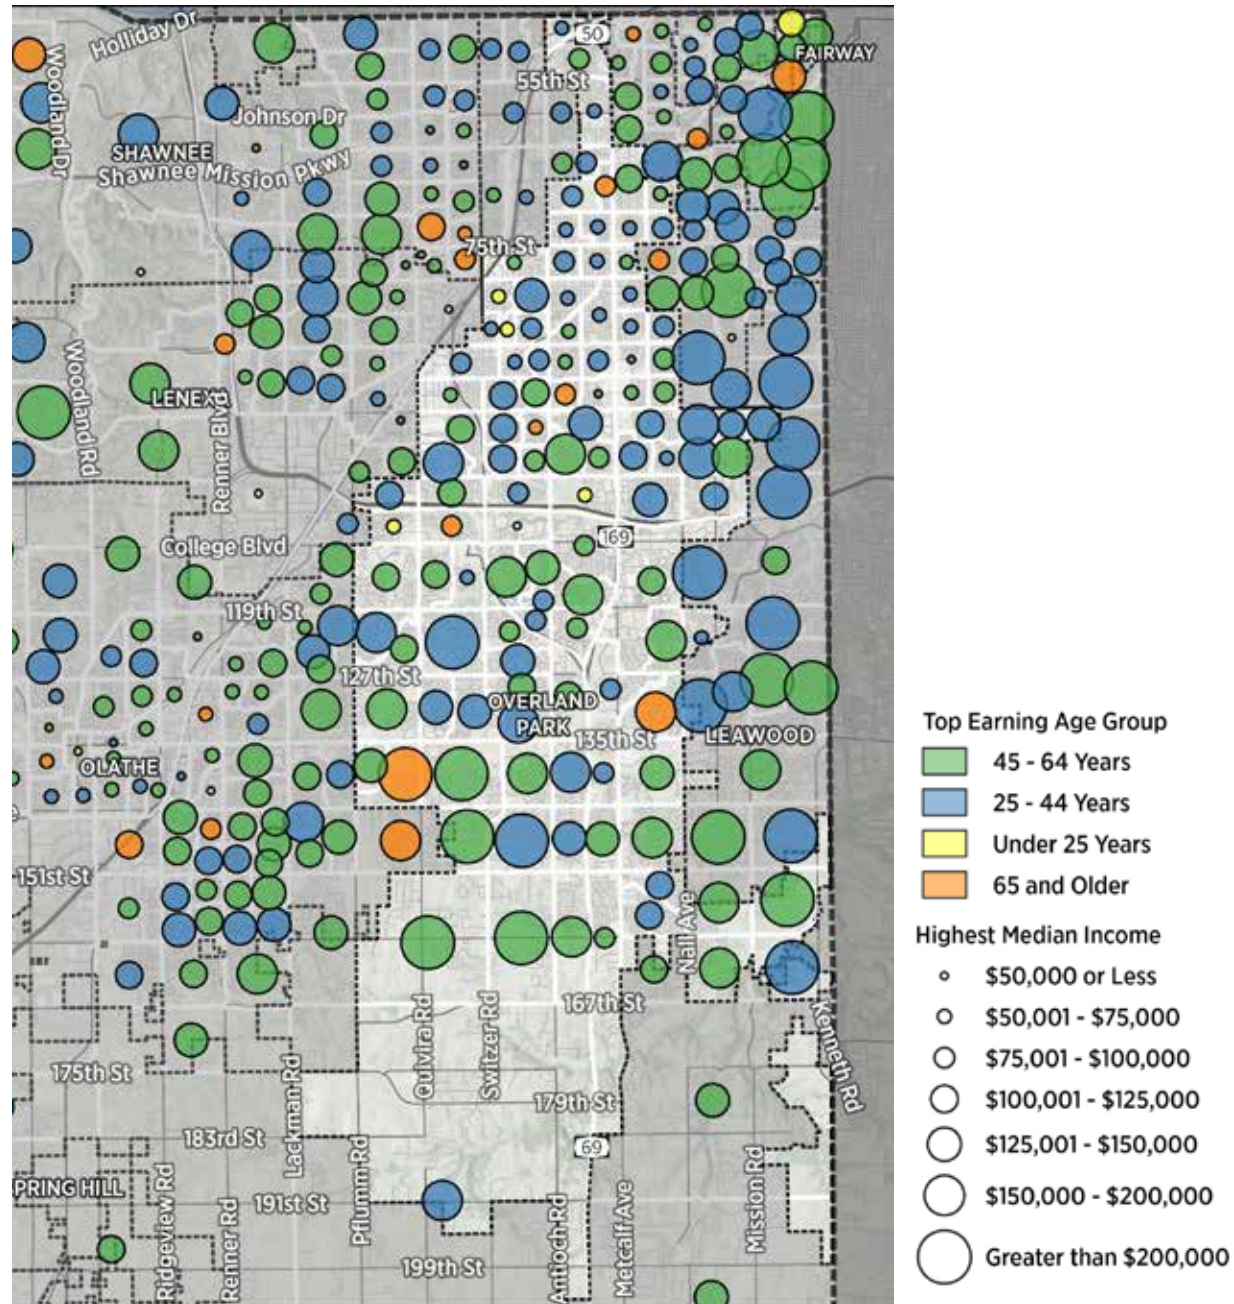 Holliday Dr
50
FAIRWAY
Woodland Dr
55th St
Johnson Dr
SHAWNEE
Shawnee Mission Pkwy
75th St
Woodland Rd
LENEXA
Renner Blvd
169
College Blvd
119th St
127th St
OVERLAND
PARK
135th St
LEAWOOD
OLATHE
151st St
Nall Ave
167th St
Quivira Rd
Switzer Rd
Kenneth Rd
175th St
Lackman Rd
179th St
183rd St
69
Pflumm Rd
Mission Rd
PRING HILL
Ridgeview Rd
Renner Rd
191st St
Antioch Rd
Metcalf Ave
199th St
Top Earning Age Group
45 - 64 Years
25 - 44 Years
Under 25 Years
65 and Older
Highest Median Income
$50,000 or Less
$50,001 - $75,000
$75,001 - $100,000
$100,001 - $125,000
$125,001 - $150,000
$150,000 - $200,000
Greater than $200,000